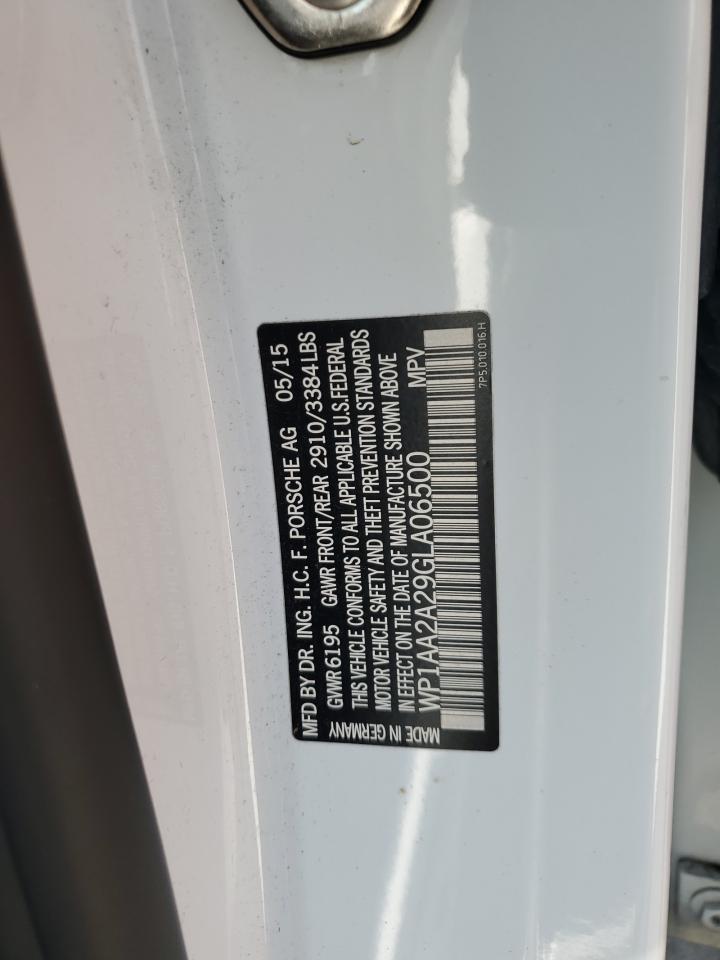 MFD BY DR. ING. H.C. F. PORSCHE AG 05/15
GVWR 6195 GAWR FRONT/REAR 2910/3384 LBS
THIS VEHICLE CONFORMS TO ALL APPLICABLE U.S.FEDERAL
MOTOR VEHICLE SAFETY AND THEFT PREVENTION STANDARDS
IN EFFECT ON THE DATE OF MANUFACTURE SHOWN ABOVE
WP1AA2A29GLA06500 MPV
MADE IN GERMANY
7P5.010.016.H